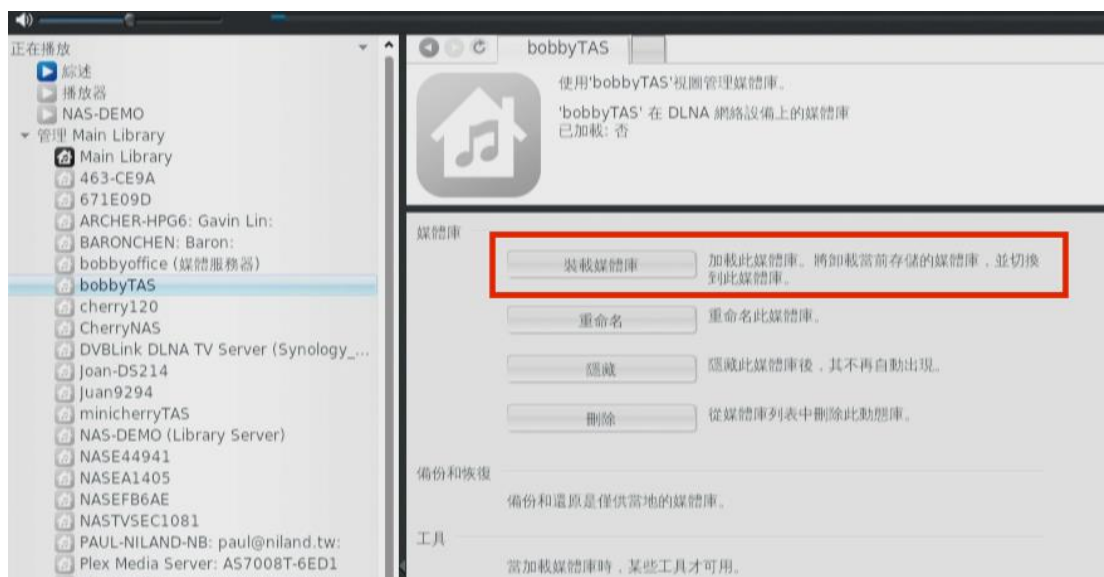 正在播放
綜述
播放器
NAS-DEMO
管理 Main Library
Main Library
463-CE9A
671E09D
ARCHER-HPG6: Gavin Lin:
BARONCHEN: Baron:
bobbyoffice (媒體服務器)
bobbyTAS
cherry120
CherryNAS
DVBLink DLNA TV Server (Synology_...
Joan-DS214
Juan9294
minicherryTAS
NAS-DEMO (Library Server)
NASE44941
NASEA1405
NASEFB6AE
NASTVSEC1081
PAUL-NILAND-NB: paul@niland.tw:
Plex Media Server: AS7008T-6ED1
bobbyTAS
使用'bobbyTAS'視圖管理媒體庫。
'bobbyTAS' 在 DLNA 網絡設備上的媒體庫
已加載: 否
媒體庫
裝載媒體庫
加載此媒體庫。將卸載當前存儲的媒體庫，並切換
到此媒體庫。
重命名
重命名此媒體庫。
隱藏
隱藏此媒體庫後，其不再自動出現。
刪除
從媒體庫列表中刪除此動態庫。
備份和恢復
備份和還原是僅供當地的媒體庫。
工具
當加載媒體庫時，某些工具才可用。